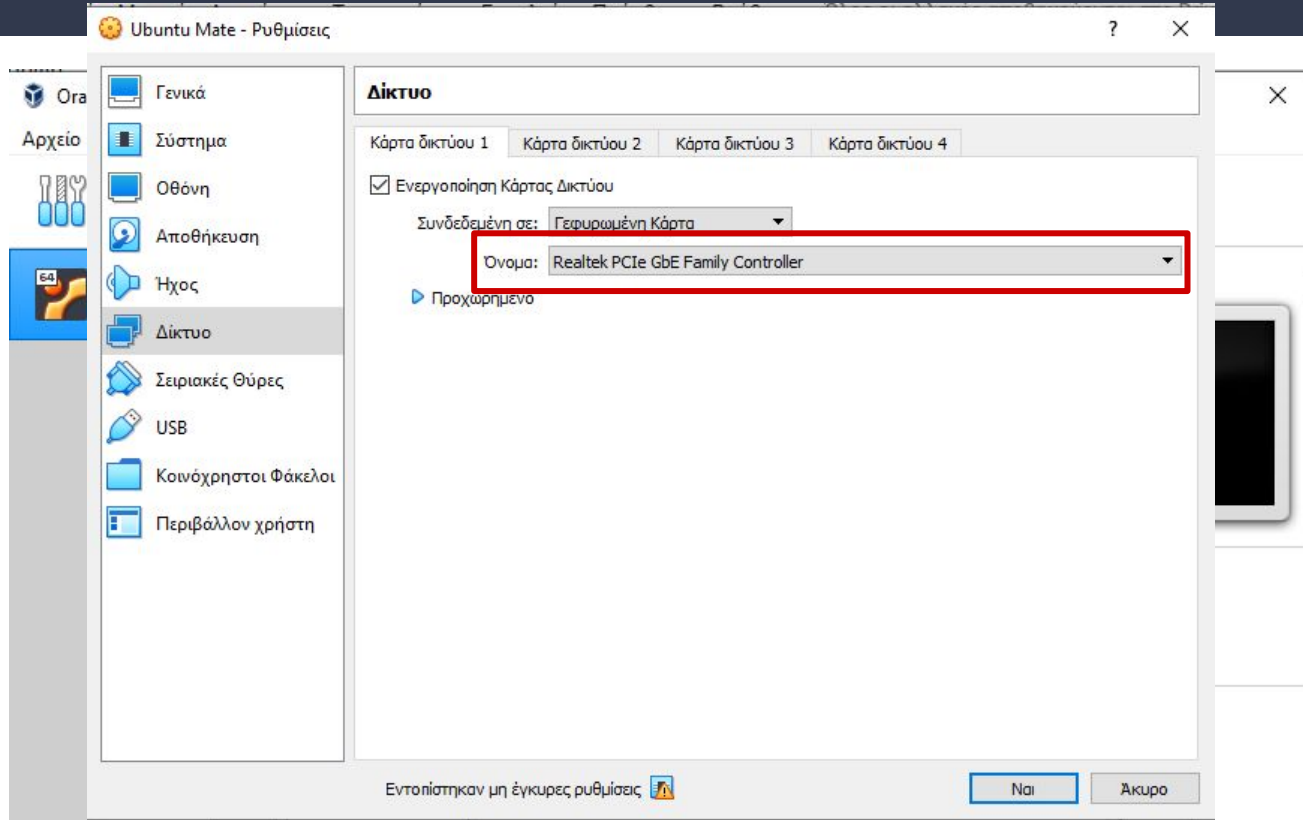 Ubuntu Mate - Ρυθμίσεις
?
Ora
Αρχείο
64
Γενικά
Σύστημα
Οθόνη
Αποθήκευση
Ήχος
Δίκτυο
Σειριακές Θύρες
USB
Κοινόχρηστοι Φάκελοι
Περιβάλλον χρήστη
Δίκτυο
Κάρτα δικτύου 1 Κάρτα δικτύου 2 Κάρτα δικτύου 3 Κάρτα δικτύου 4
Ενεργοποίηση Κάρτας Δικτύου
Συνδεδεμένη σε: Γεφυρωμένη Κάρτα
Όνομα: Realtek PCIe GbE Family Controller
Προχωρημένο
Εντοπίστηκαν μη έγκυρες ρυθμίσεις
Ναι Άκυρο